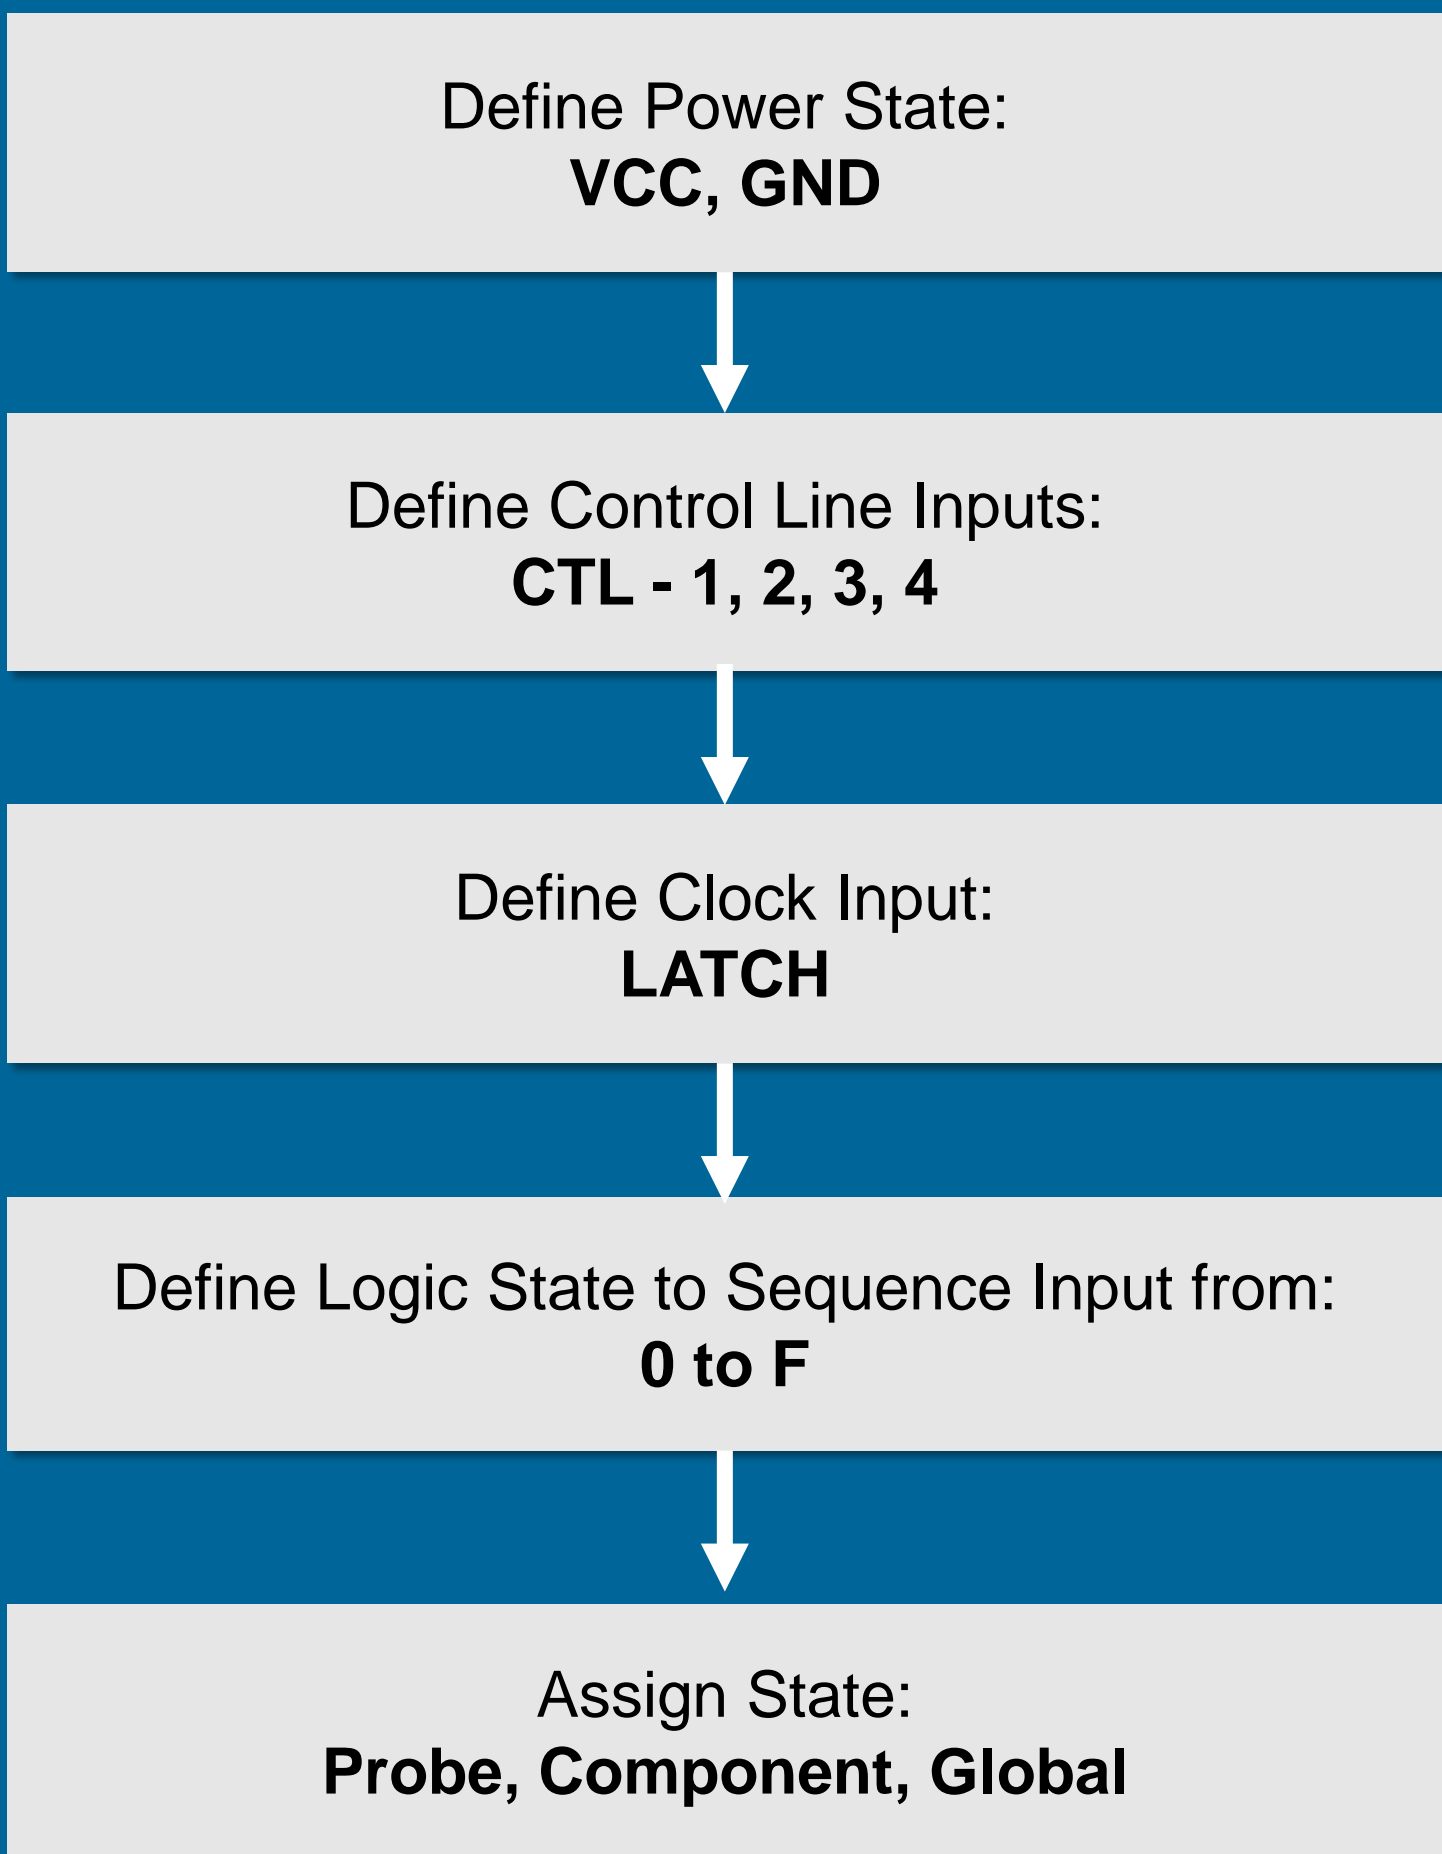 Define Power State:
VCC, GND
Define Control Line Inputs:
CTL - 1, 2, 3, 4
Define Clock Input:
LATCH
Define Logic State to Sequence Input from:
0 to F
Assign State:
Probe, Component, Global